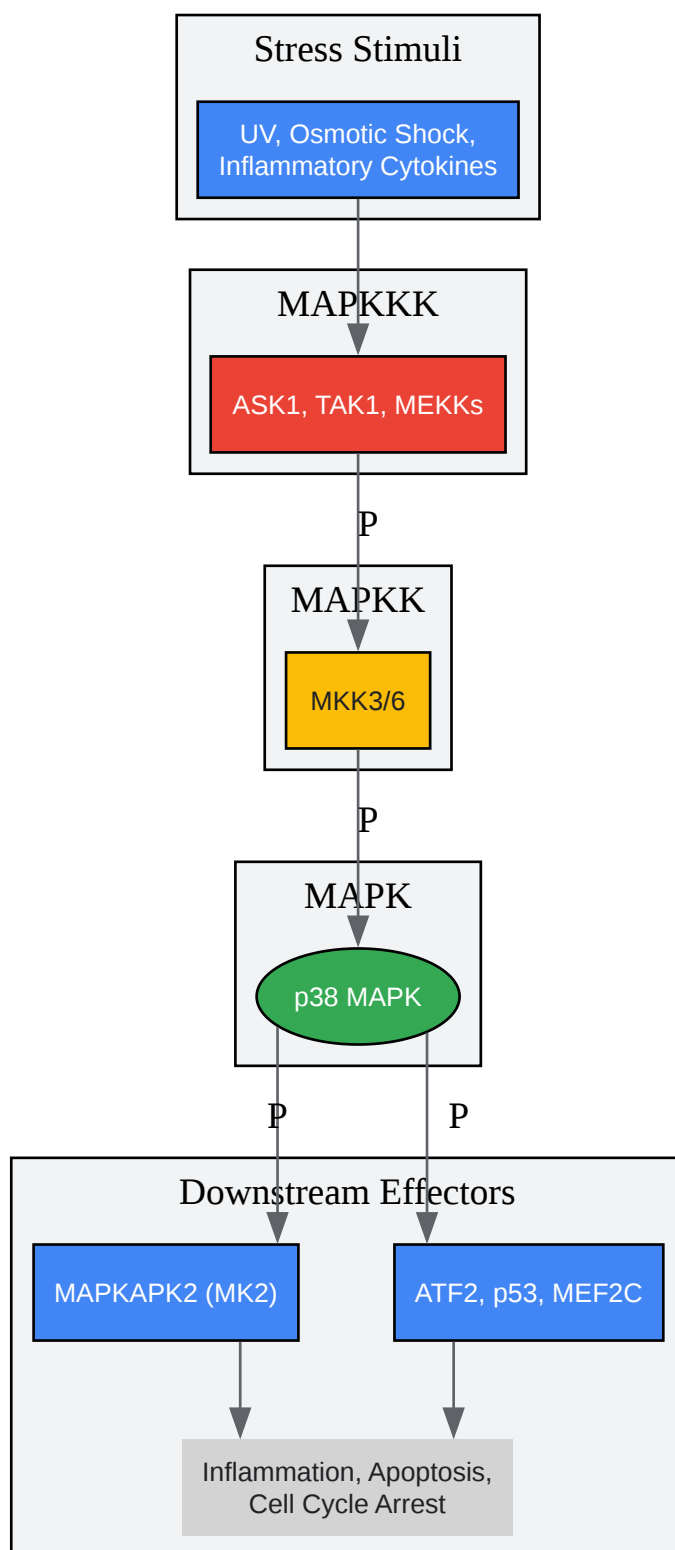 Stress Stimuli
UV, Osmotic Shock,
Inflammatory Cytokines
MAPKKK
ASK1, TAK1, MEKKs
P
MAPKK
MKK3/6
P
MAPK
p38 MAPK
P
P
Downstream Effectors
MAPKAPK2 (MK2)
ATF2, p53, MEF2C
Inflammation, Apoptosis,
Cell Cycle Arrest